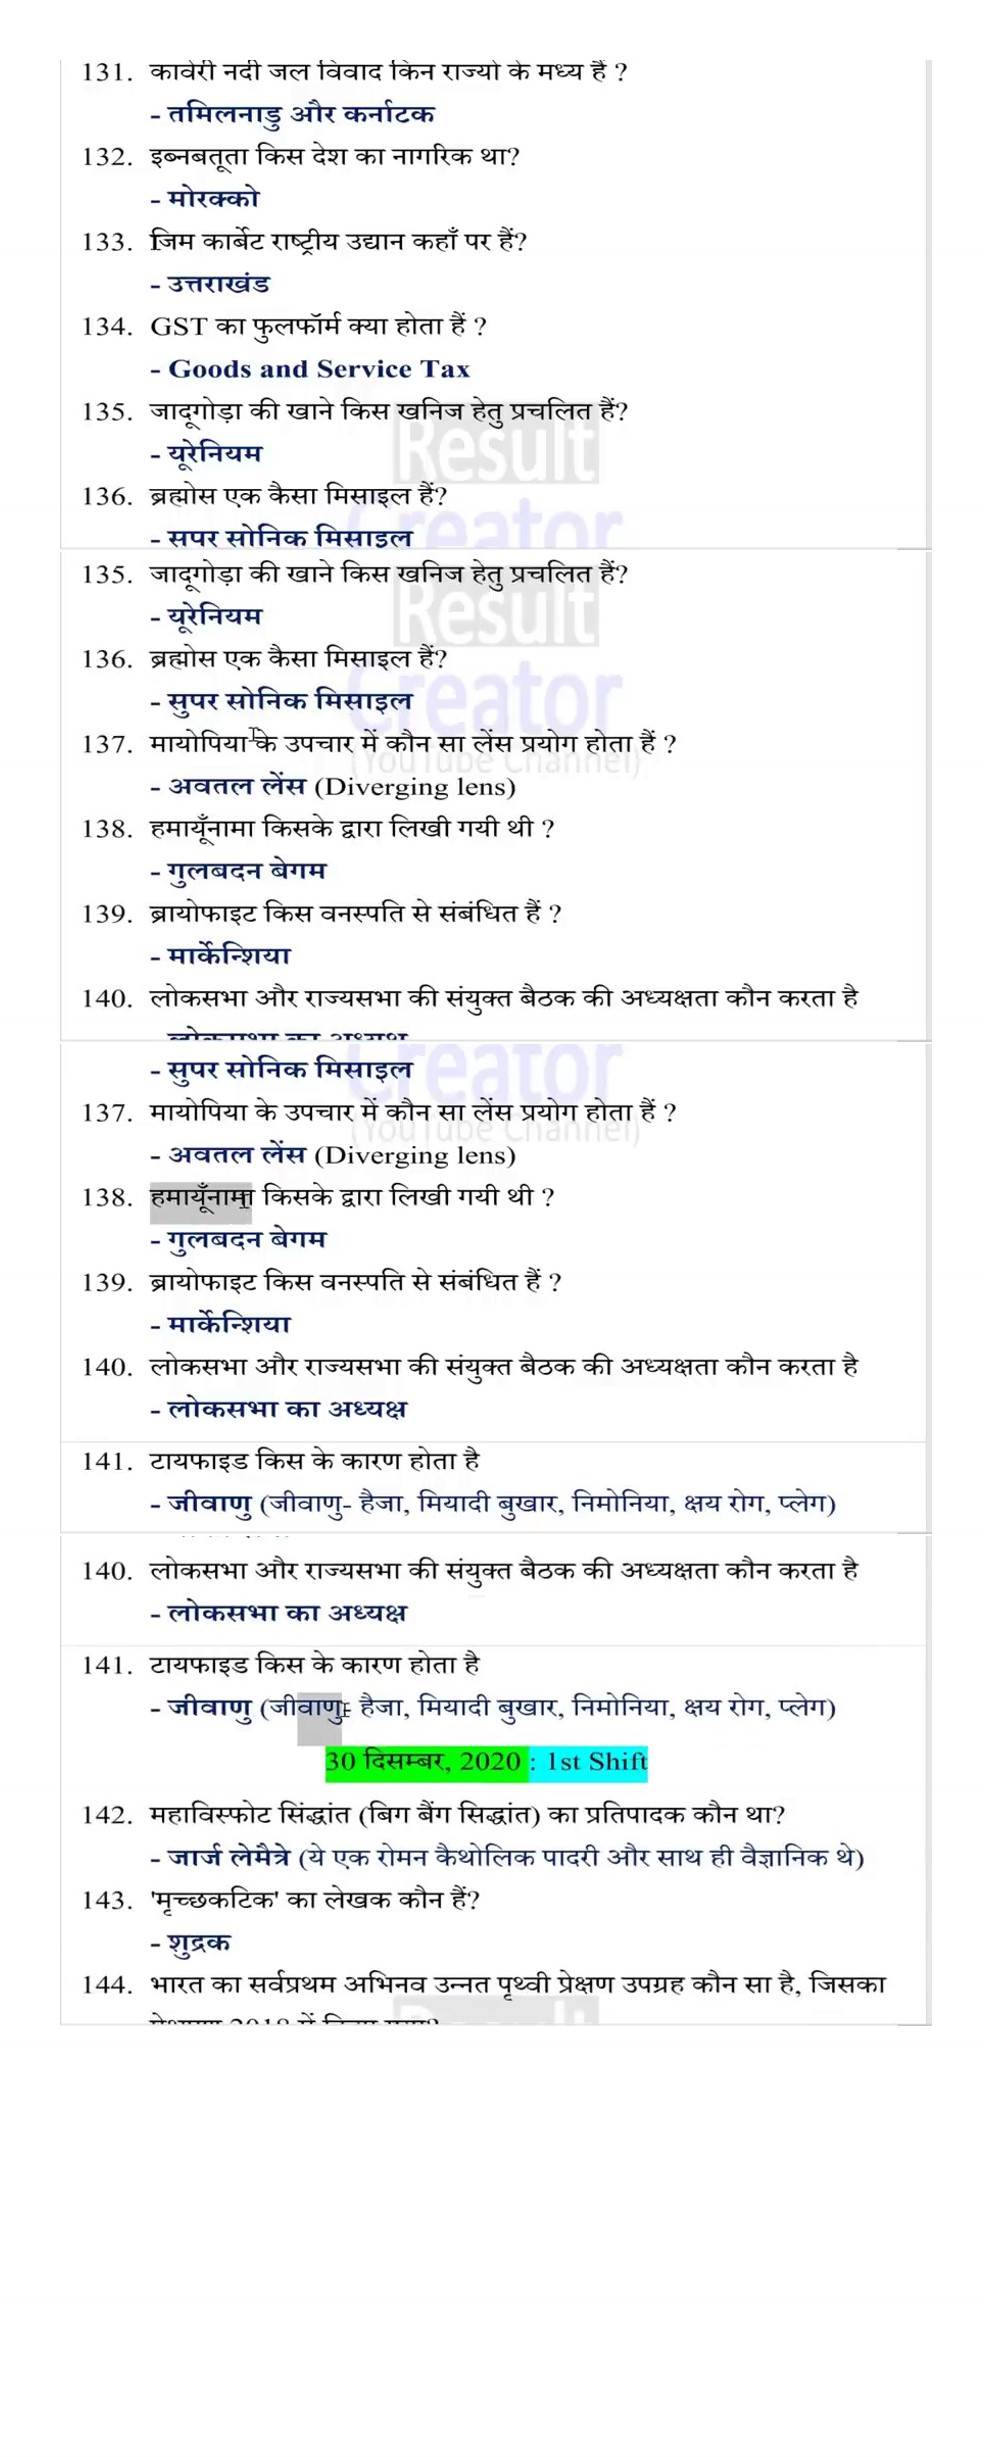 131. कावेरी नदी जल विवाद किन राज्यो के मध्य हैं ?
- तमिलनाडु और कर्नाटक
132. इब्नबतूता किस देश का नागरिक था?
- मोरक्को
133. जिम कार्बेट राष्ट्रीय उद्यान कहाँ पर हैं?
- उत्तराखंड
134. GST का फुलफॉर्म क्या होता हैं ?
- Goods and Service Tax
135. जादूगोड़ा की खाने किस खनिज हेतु प्रचलित हैं?
Result
- यूरेनियम
136. ब्रह्मोस एक कैसा मिसाइल हैं?
Creator
- सुपर सोनिक मिसाइल
135. जादूगोड़ा की खाने किस खनिज हेतु प्रचलित हैं?
Result
- यूरेनियम
136. ब्रह्मोस एक कैसा मिसाइल हैं?
Creator
- सुपर सोनिक मिसाइल
137. मायोपिया के उपचार में कौन सा लेंस प्रयोग होता हैं ?
(YouTube Channel)
- अवतल लेंस (Diverging lens)
138. हमायूँनामा किसके द्वारा लिखी गयी थी ?
- गुलबदन बेगम
139. ब्रायोफाइट किस वनस्पति से संबंधित हैं ?
- मार्केन्शिया
140. लोकसभा और राज्यसभा की संयुक्त बैठक की अध्यक्षता कौन करता है
लोकसभा का अध्यक्ष
Creator
- सुपर सोनिक मिसाइल
137. मायोपिया के उपचार में कौन सा लेंस प्रयोग होता हैं ?
(YouTube Channel)
- अवतल लेंस (Diverging lens)
138. हमायूँनामा किसके द्वारा लिखी गयी थी ?
- गुलबदन बेगम
139. ब्रायोफाइट किस वनस्पति से संबंधित हैं ?
- मार्केन्शिया
140. लोकसभा और राज्यसभा की संयुक्त बैठक की अध्यक्षता कौन करता है
- लोकसभा का अध्यक्ष
141. टायफाइड किस के कारण होता है
- जीवाणु (जीवाणु- हैजा, मियादी बुखार, निमोनिया, क्षय रोग, प्लेग)
140. लोकसभा और राज्यसभा की संयुक्त बैठक की अध्यक्षता कौन करता है
- लोकसभा का अध्यक्ष
141. टायफाइड किस के कारण होता है
- जीवाणु (जीवाणु- हैजा, मियादी बुखार, निमोनिया, क्षय रोग, प्लेग)
30 दिसम्बर, 2020 : 1st Shift
142. महाविस्फोट सिंद्धांत (बिग बैंग सिद्धांत) का प्रतिपादक कौन था?
- जार्ज लेमैत्रे (ये एक रोमन कैथोलिक पादरी और साथ ही वैज्ञानिक थे)
143. 'मृच्छकटिक' का लेखक कौन हैं?
- शुद्रक
144. भारत का सर्वप्रथम अभिनव उन्नत पृथ्वी प्रेक्षण उपग्रह कौन सा है, जिसका